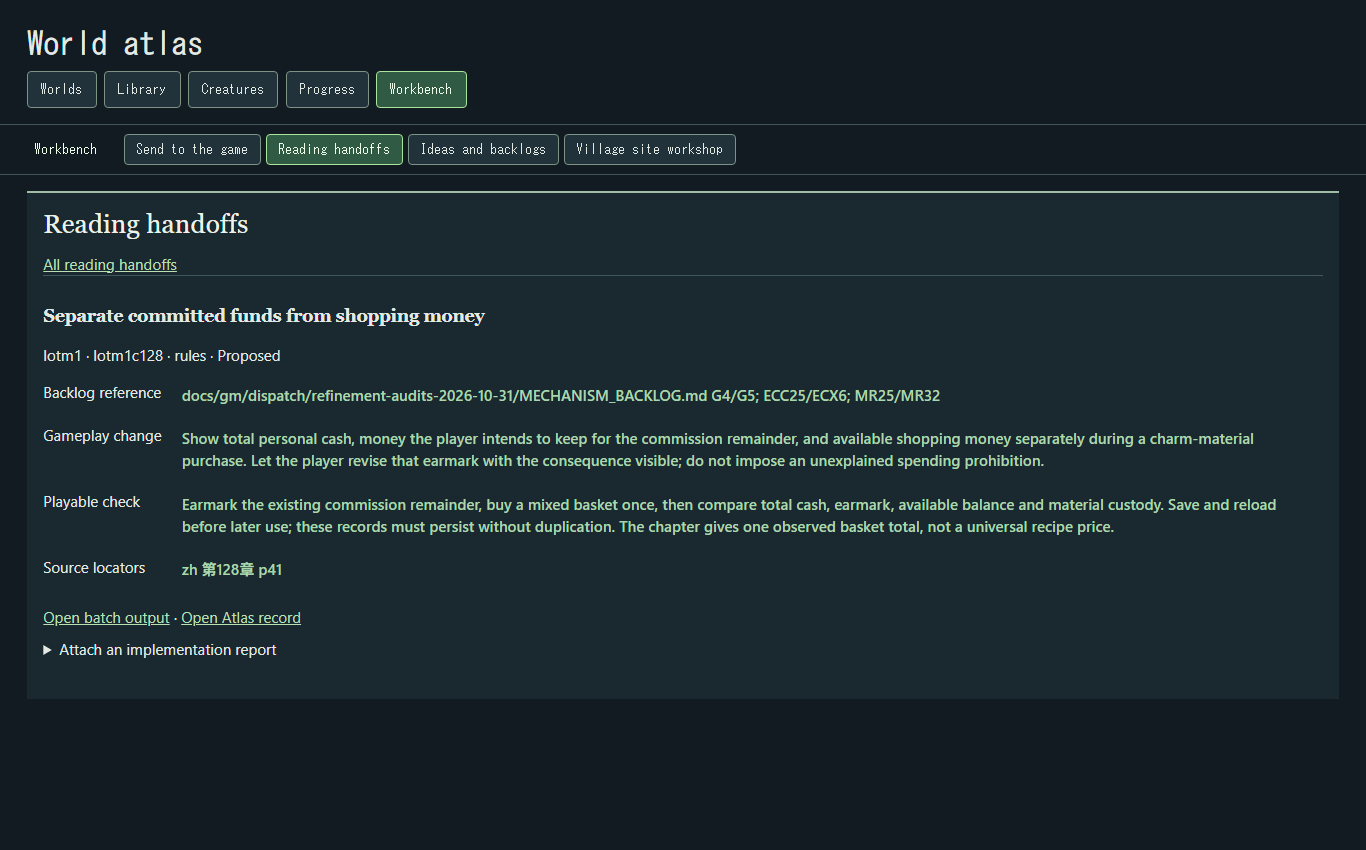 World atlas
Worlds Library Creatures Progress Workbench
Workbench Send to the game Reading handoffs Ideas and backlogs Village site workshop
Reading handoffs
All reading handoffs
Separate committed funds from shopping money
lotm1 · lotm1c128 · rules · Proposed
Backlog reference docs/gm/dispatch/refinement-audits-2026-10-31/MECHANISM_BACKLOG.md G4/G5; ECC25/ECX6; MR25/MR32
Gameplay change Show total personal cash, money the player intends to keep for the commission remainder, and available shopping money separately during a charm-material
purchase. Let the player revise that earmark with the consequence visible; do not impose an unexplained spending prohibition.
Playable check Earmark the existing commission remainder, buy a mixed basket once, then compare total cash, earmark, available balance and material custody. Save and reload
before later use; these records must persist without duplication. The chapter gives one observed basket total, not a universal recipe price.
Source locators zh 第128章 p41
Open batch output · Open Atlas record
▶ Attach an implementation report